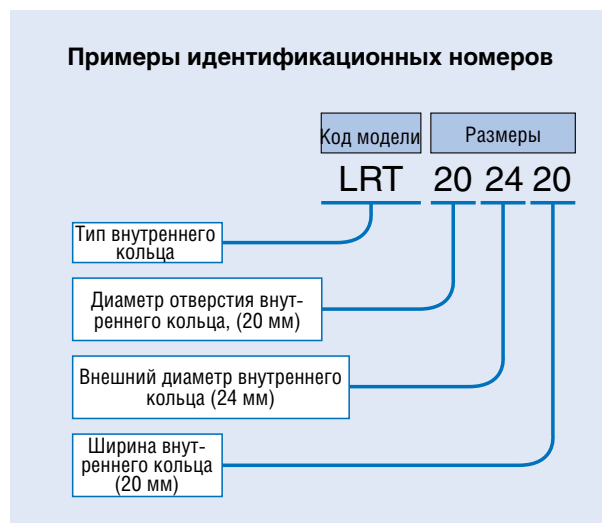 Примеры идентификационных номеров
Код модели Размеры
LRT 20 24 20
Тип внутреннего
кольца
Диаметр отверстия внут-
реннего кольца, (20 мм)
Внешний диаметр внутреннего
кольца (24 мм)
Ширина внут-
реннего кольца
(20 мм)